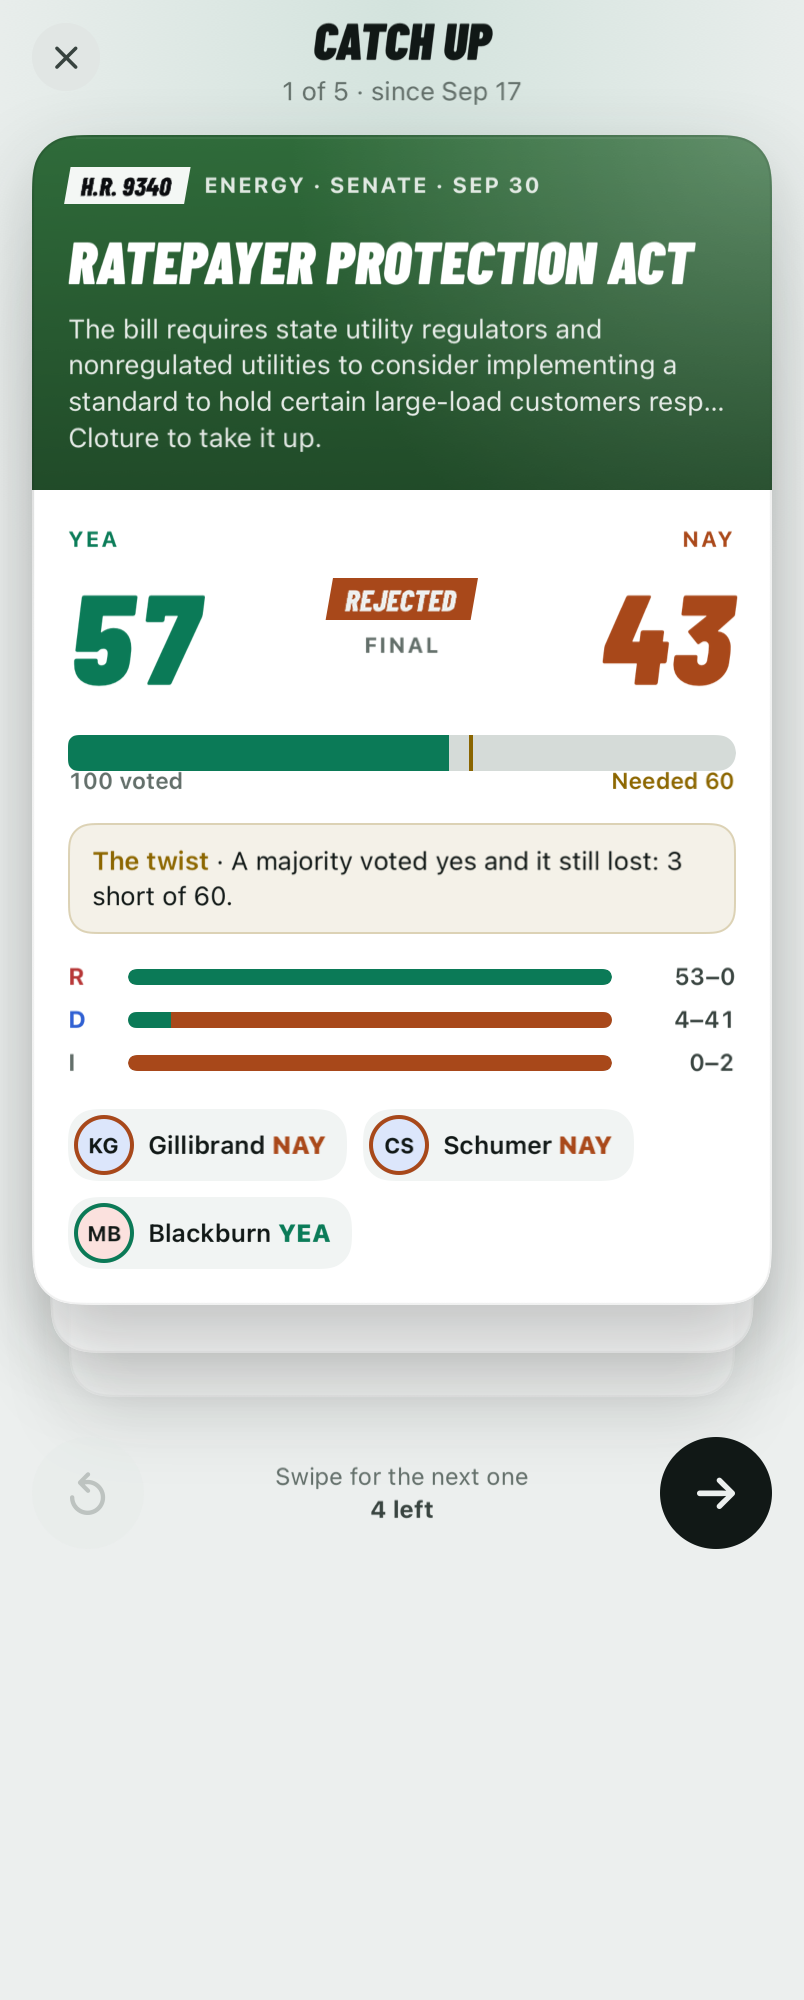 CATCH UP
1 of 5 · since Sep 17
H.R. 9340 ENERGY · SENATE · SEP 30
RATEPAYER PROTECTION ACT
The bill requires state utility regulators and
nonregulated utilities to consider implementing a
standard to hold certain large-load customers resp...
Cloture to take it up.
YEA NAY
57 REJECTED 43
FINAL
100 voted Needed 60
The twist · A majority voted yes and it still lost: 3
short of 60.
R 53–0
D 4–41
I 0–2
KG Gillibrand NAY CS Schumer NAY
MB Blackburn YEA
Swipe for the next one
4 left